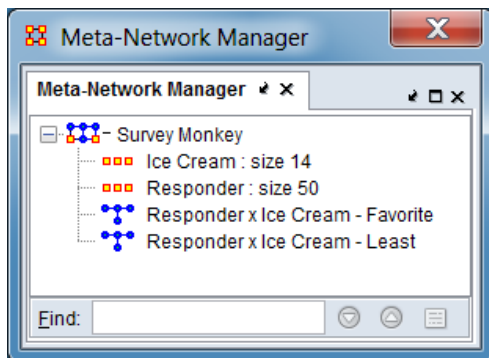 Meta-Network Manager
Meta-Network Manager
Survey Monkey
Ice Cream : size 14
Responder : size 50
Responder x Ice Cream - Favorite
Responder x Ice Cream - Least
Find: